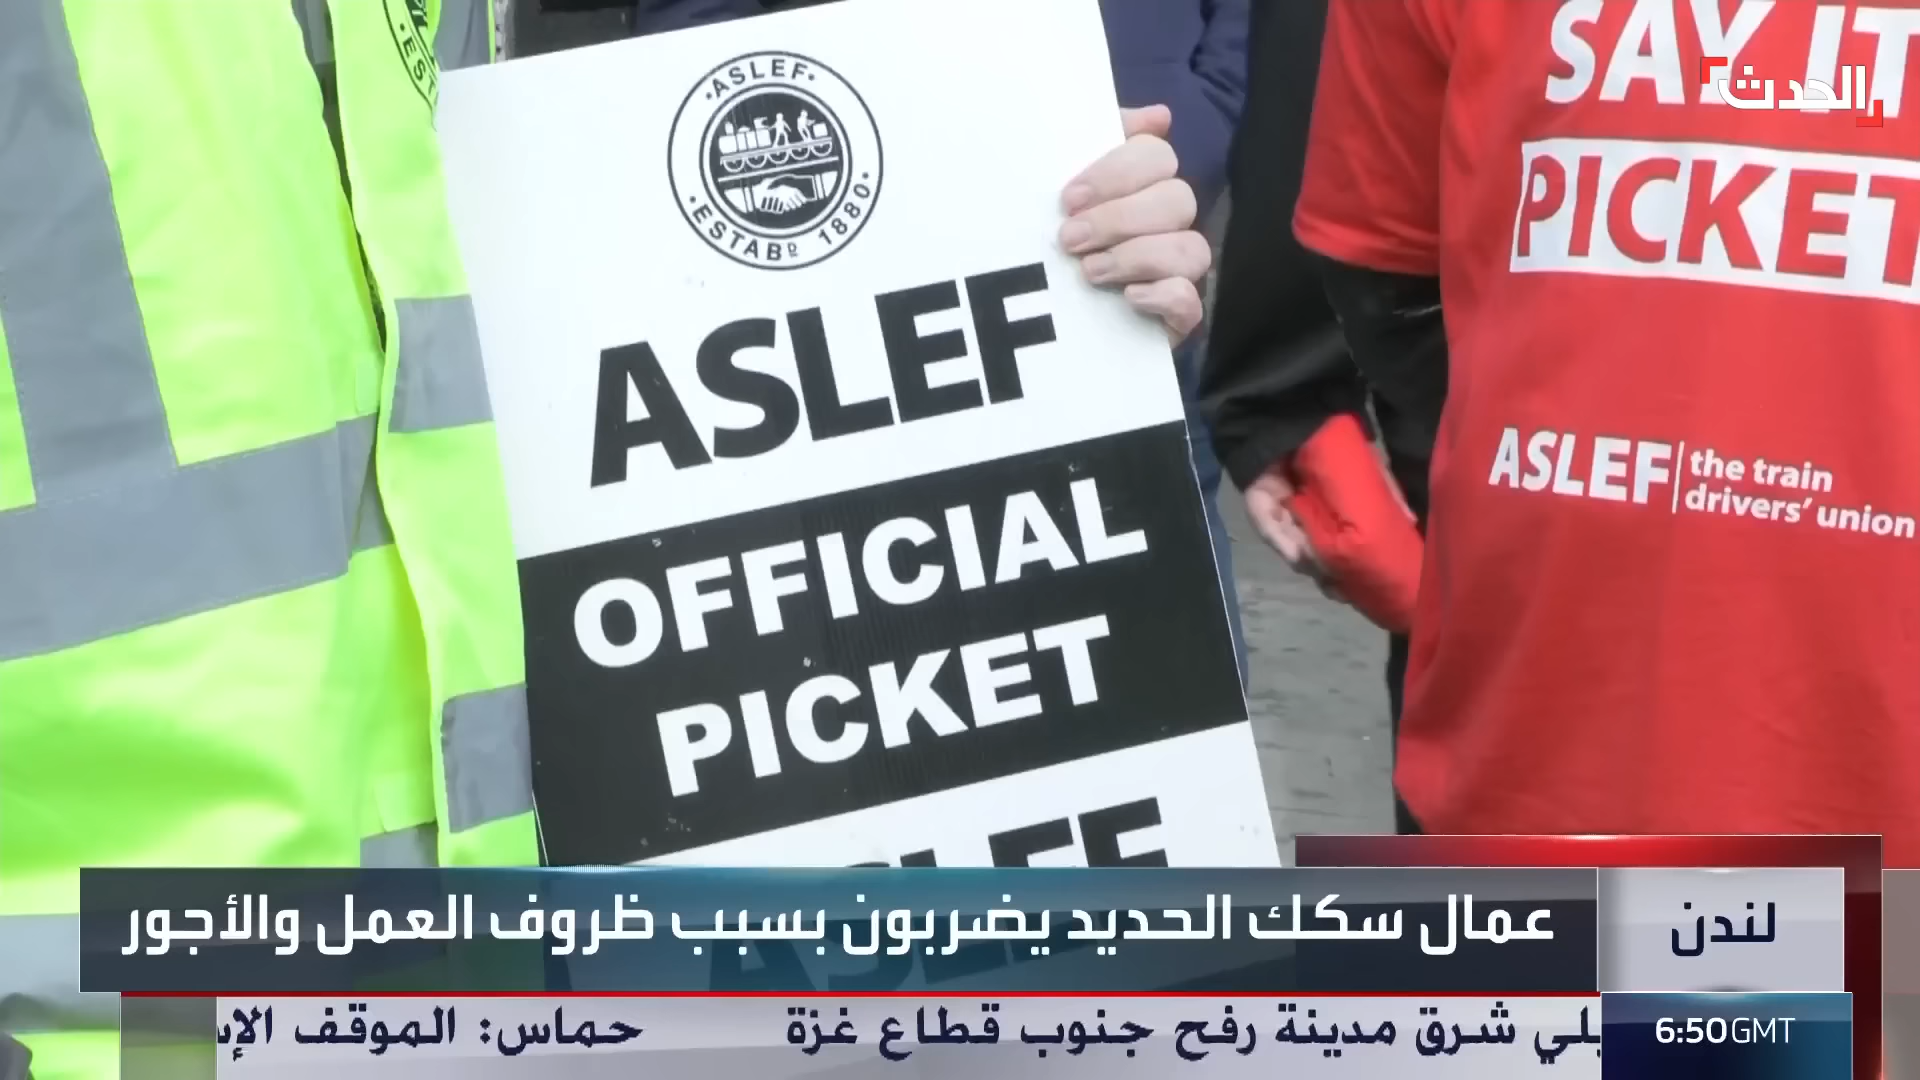 ASLEF
ESTABD 1880
ASLEF
OFFICIAL
PICKET
SAY IT
PICKET
ASLEF the train
drivers' union
الحدث
لندن
عمال سكك الحديد يضربون بسبب ظروف العمل والأجور
شرق مدينة رفح جنوب قطاع غزة
حماس: الموقف
6:50GMT